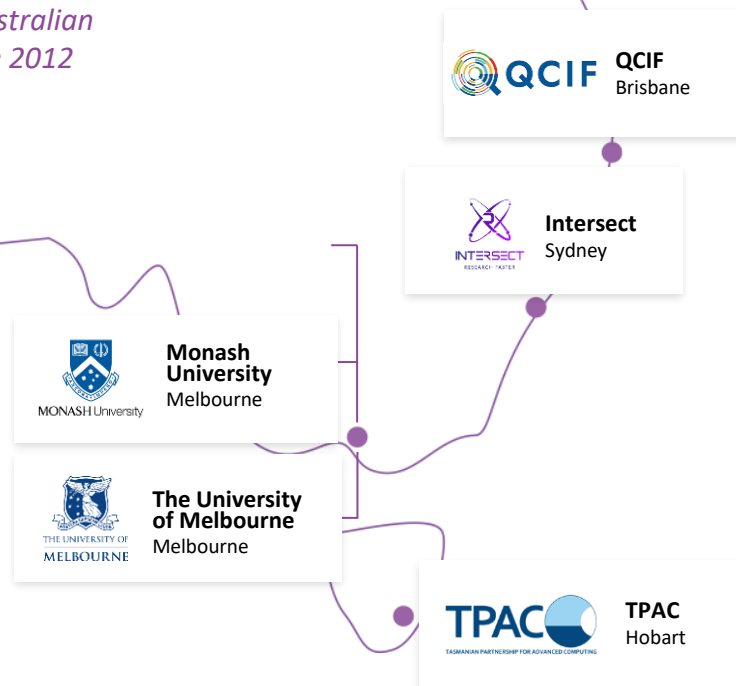 stralian
2012
QCIF
QCIF
Brisbane
INTERSECT
RESEARCH FASTER
Intersect
Sydney
MONASH University
Monash
University
Melbourne
THE UNIVERSITY OF
MELBOURNE
The University
of Melbourne
Melbourne
TPAC
TASMANIAN PARTNERSHIP FOR ADVANCED COMPUTING
TPAC
Hobart